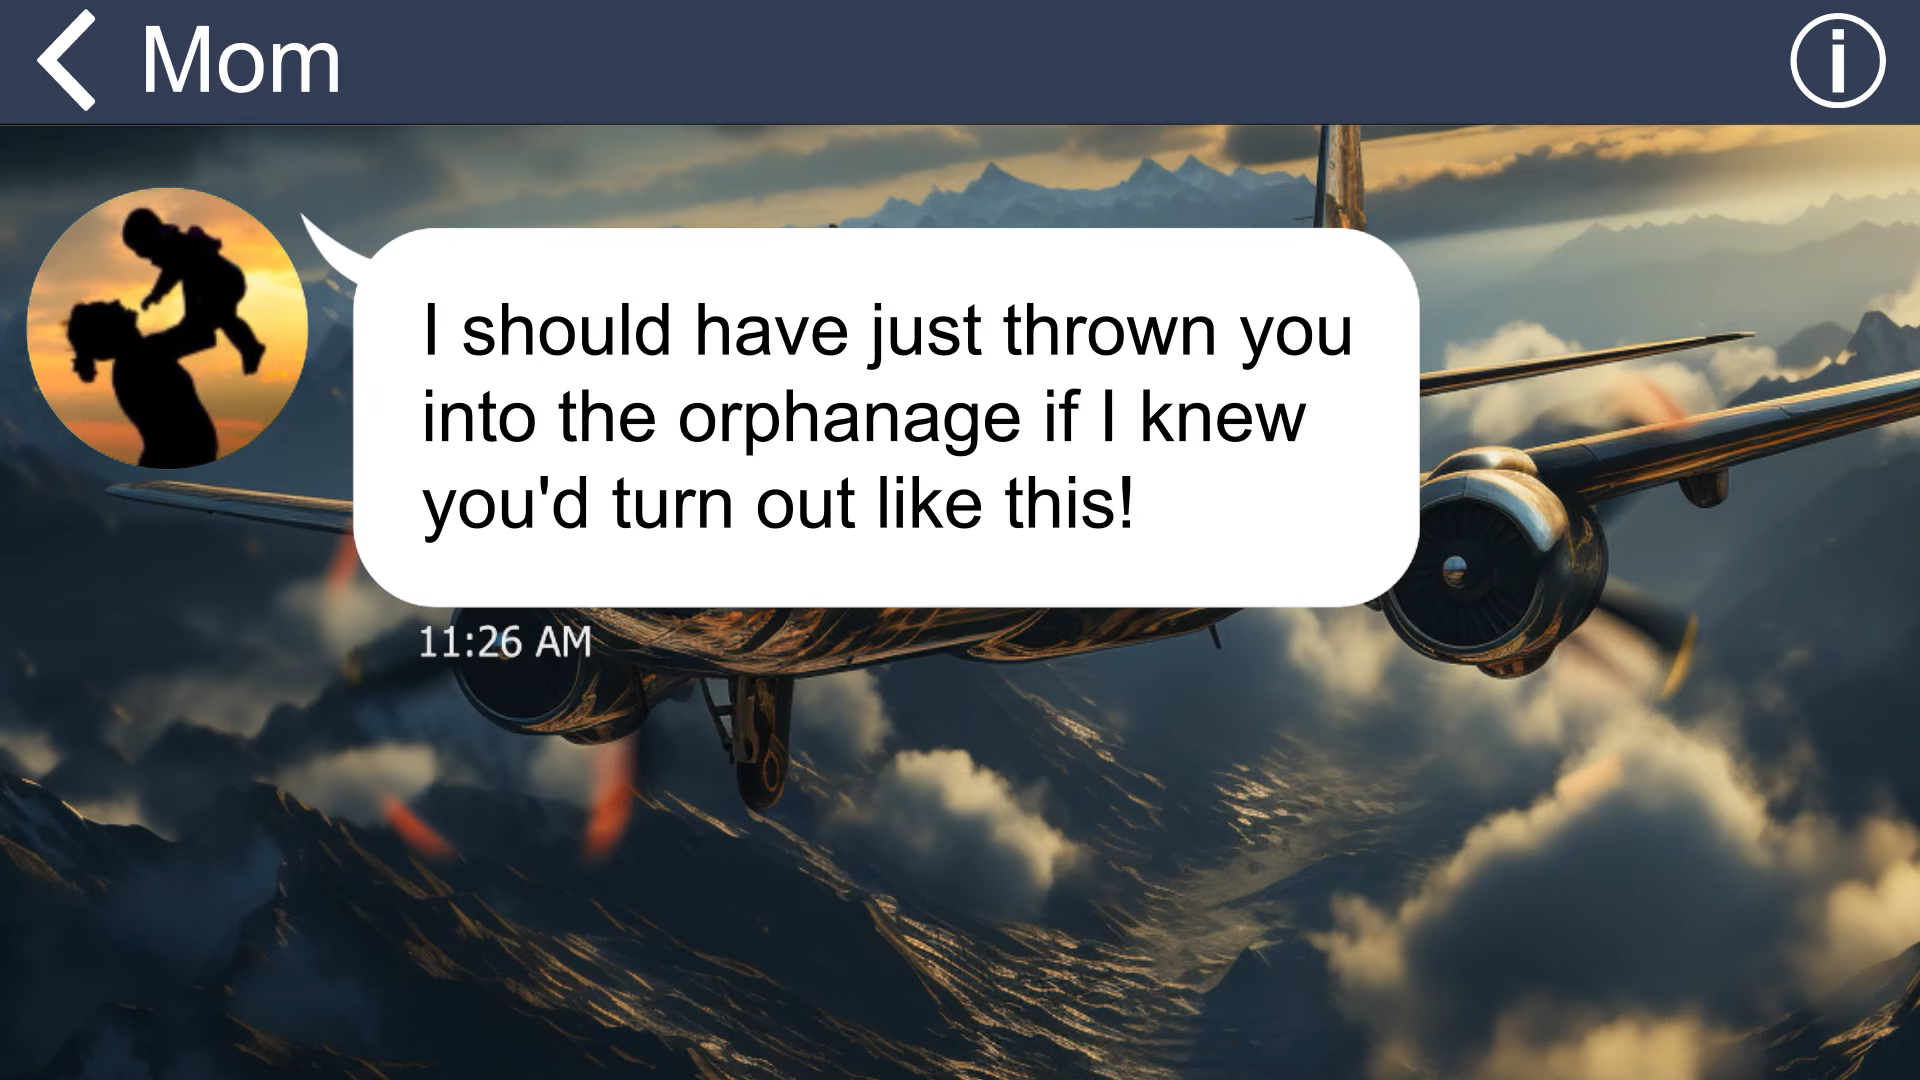 Mom
I should have just thrown you
into the orphanage if I knew
you'd turn out like this!
11:26 AM